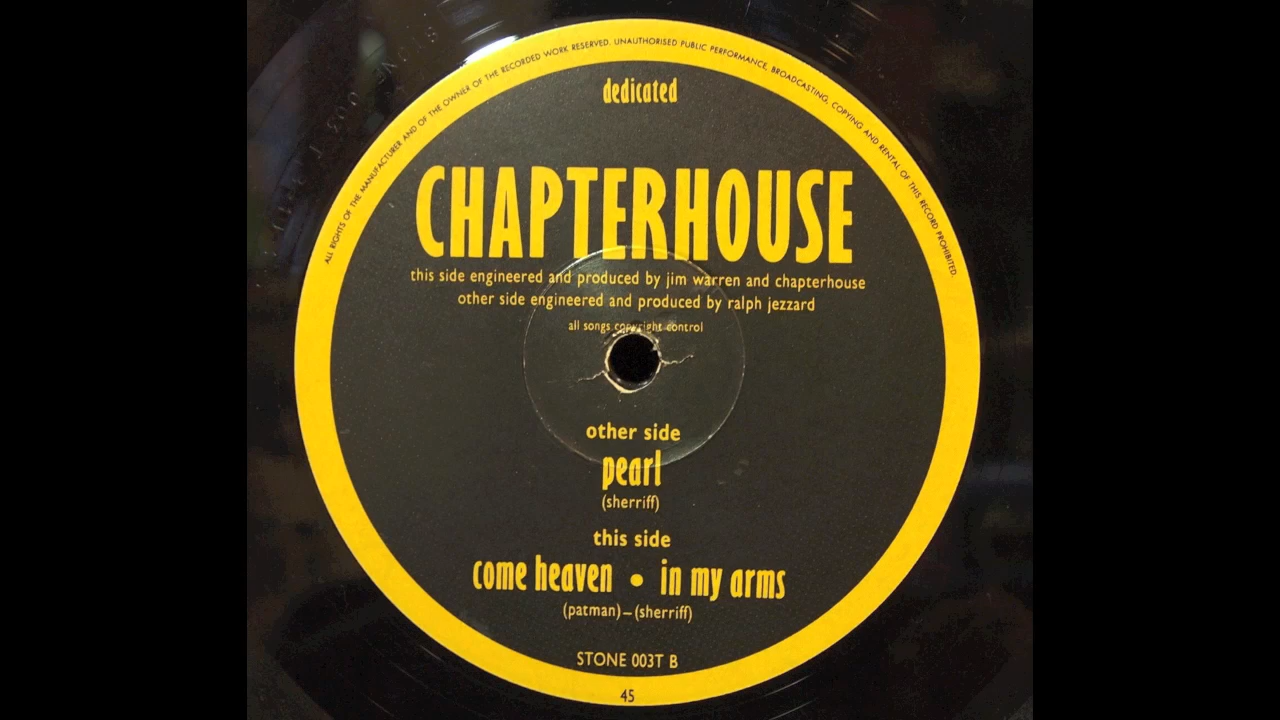 ALL RIGHTS OF THE MANUFACTURER AND OF THE OWNER OF THE RECORDED WORK RESERVED. UNAUTHORISED PUBLIC PERFORMANCE, BROADCASTING, COPYING AND RENTAL OF THIS RECORD PROHIBITED.
dedicated
CHAPTERHOUSE
this side engineered and produced by jim warren and chapterhouse
other side engineered and produced by ralph jezzard
all songs copyright control
other side
pearl
(sherriff)
this side
come heaven • in my arms
(patman)–(sherriff)
STONE 003T B
45